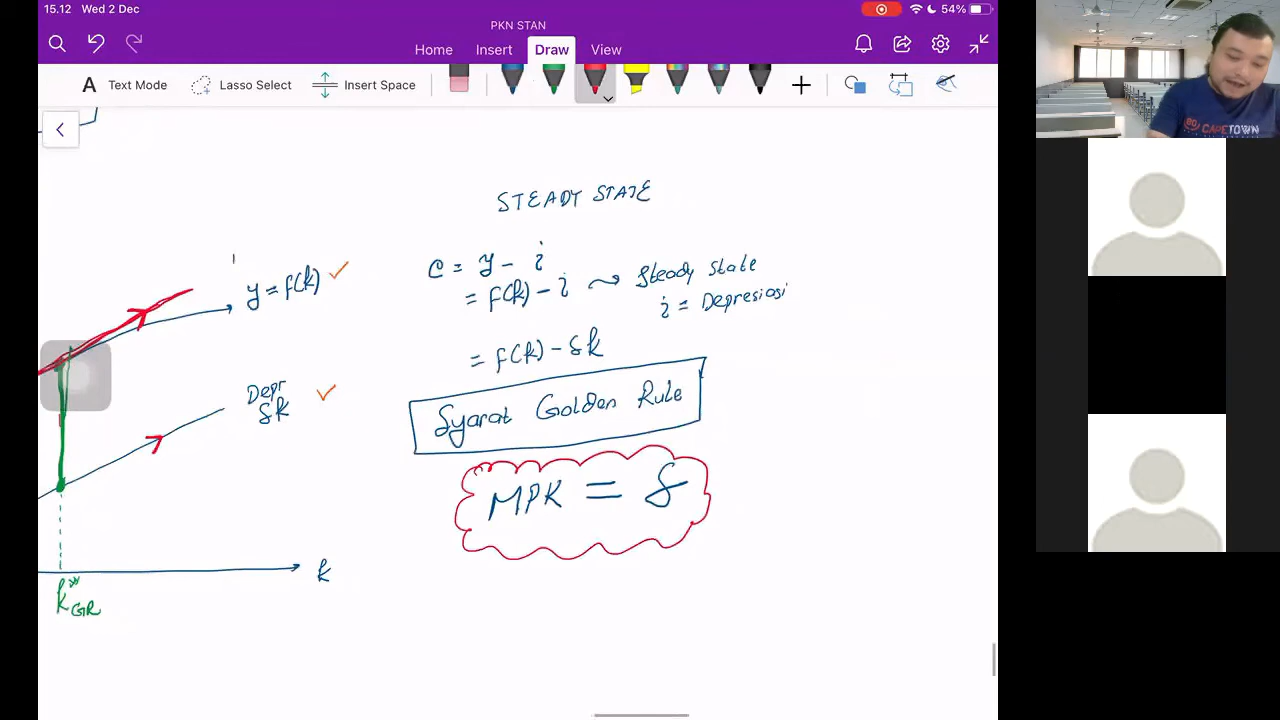 15.12 Wed 2 Dec
54%
PKN STAN
Home Insert Draw View
Text Mode Lasso Select Insert Space
CAPETOWN
STEADY STATE
c = y - i
= f(k) - i Steady State
i = Depresiasi
= f(k) - δk
Syarat Golden Rule
MPK = δ
y = f(k)
Depr
δk
k
k*GR